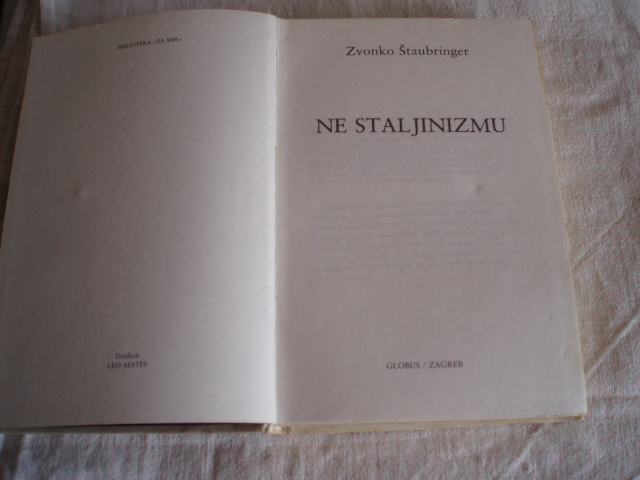 BIBLIOTEKA »ZA MIR«
Urednik
LEO MATES
Zvonko Štaubringer
NE STALJINIZMU
GLOBUS / ZAGREB